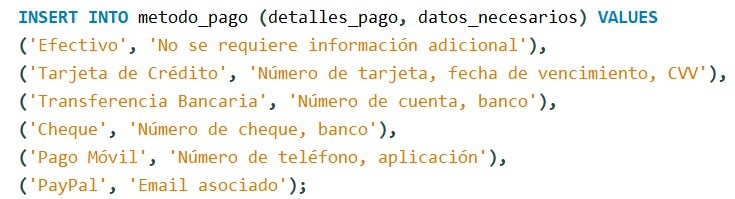 INSERT INTO metodo_pago (detalles_pago, datos_necesarios) VALUES
('Efectivo', 'No se requiere información adicional'),
('Tarjeta de Crédito', 'Número de tarjeta, fecha de vencimiento, CVV'),
('Transferencia Bancaria', 'Número de cuenta, banco'),
('Cheque', 'Número de cheque, banco'),
('Pago Móvil', 'Número de teléfono, aplicación'),
('PayPal', 'Email asociado');